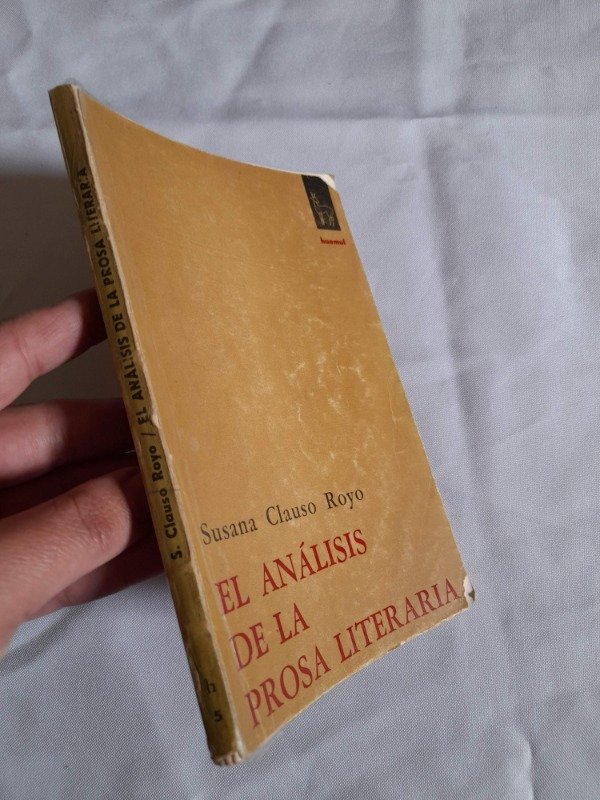 S. Clauso Royo / EL ANÁLISIS DE LA PROSA LITERARIA
h
5
huemul
Susana Clauso Royo
EL ANÁLISIS
DE LA
PROSA LITERARIA